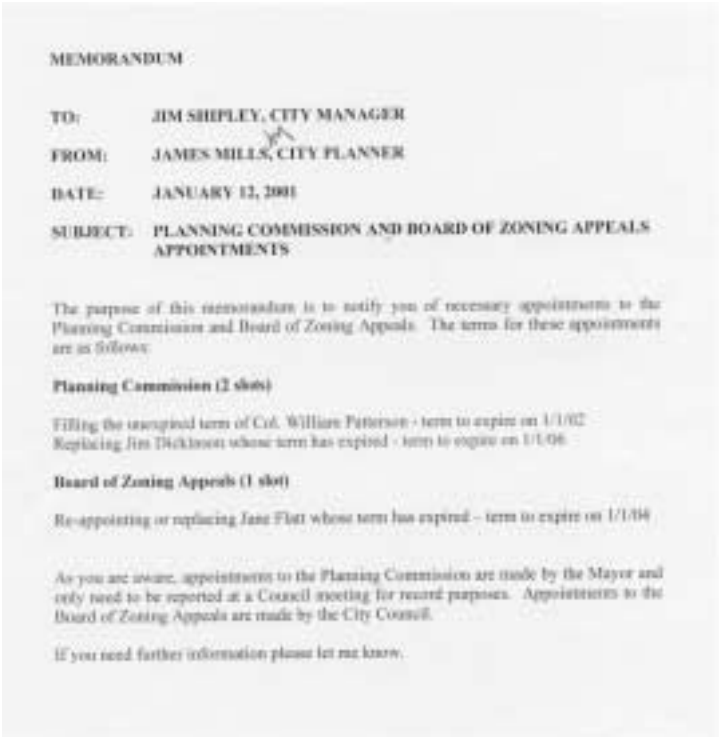 MEMORANDUM
TO: JIM SHIPLEY, CITY MANAGER
FROM: JAMES MILLS, CITY PLANNER
DATE: JANUARY 12, 2001
SUBJECT: PLANNING COMMISSION AND BOARD OF ZONING APPEALS
APPOINTMENTS
The purpose of this memorandum is to notify you of necessary appointments to the
Planning Commission and Board of Zoning Appeals. The terms for these appointments
are as follows:
Planning Commission (2 slots)
Filling the unexpired term of Col. William Patterson - term to expire on 1/1/02
Replacing Jim Dickinson whose term has expired - term to expire on 1/1/06
Board of Zoning Appeals (1 slot)
Re-appointing or replacing Jane Flatt whose term has expired – term to expire on 1/1/04
As you are aware, appointments to the Planning Commission are made by the Mayor and
only need to be reported at a Council meeting for record purposes. Appointments to the
Board of Zoning Appeals are made by the City Council.
If you need further information please let me know.